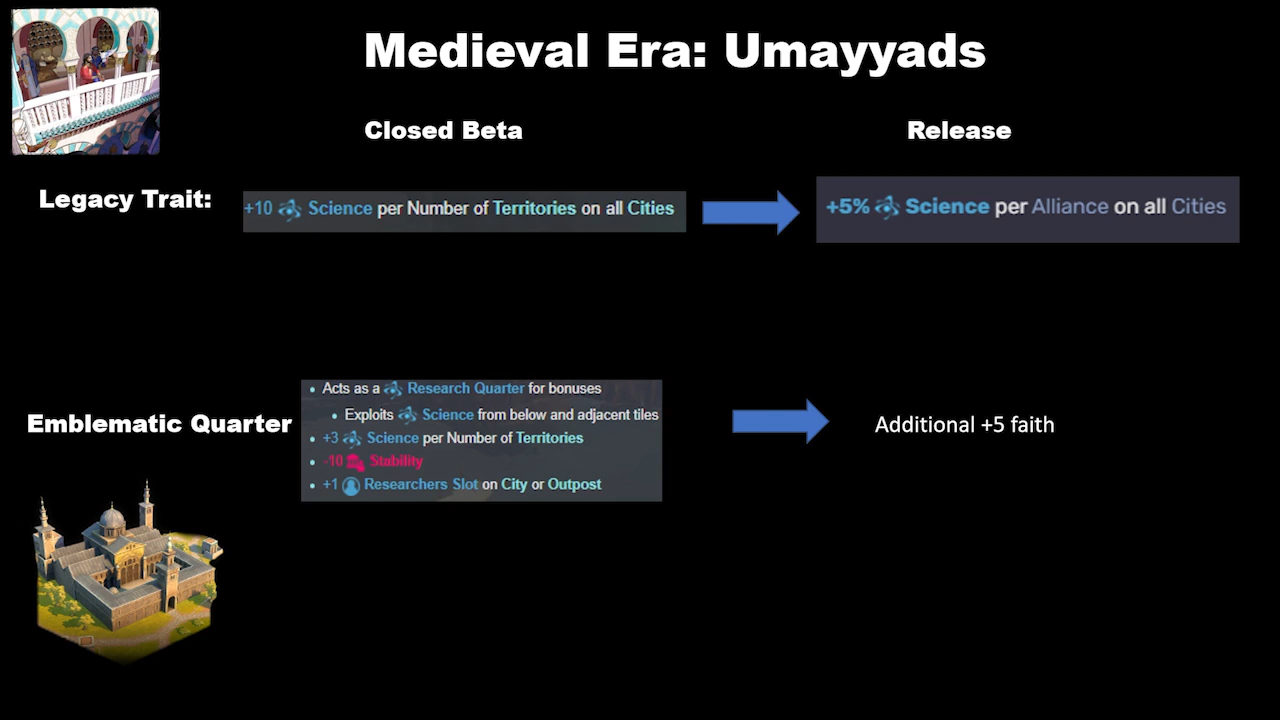 Medieval Era: Umayyads
Closed Beta
Release
Legacy Trait:
+10 Science per Number of Territories on all Cities
+5% Science per Alliance on all Cities
Emblematic Quarter
• Acts as a Research Quarter for bonuses
• Exploits Science from below and adjacent tiles
• +3 Science per Number of Territories
• -10 Stability
• +1 Researchers Slot on City or Outpost
Additional +5 faith